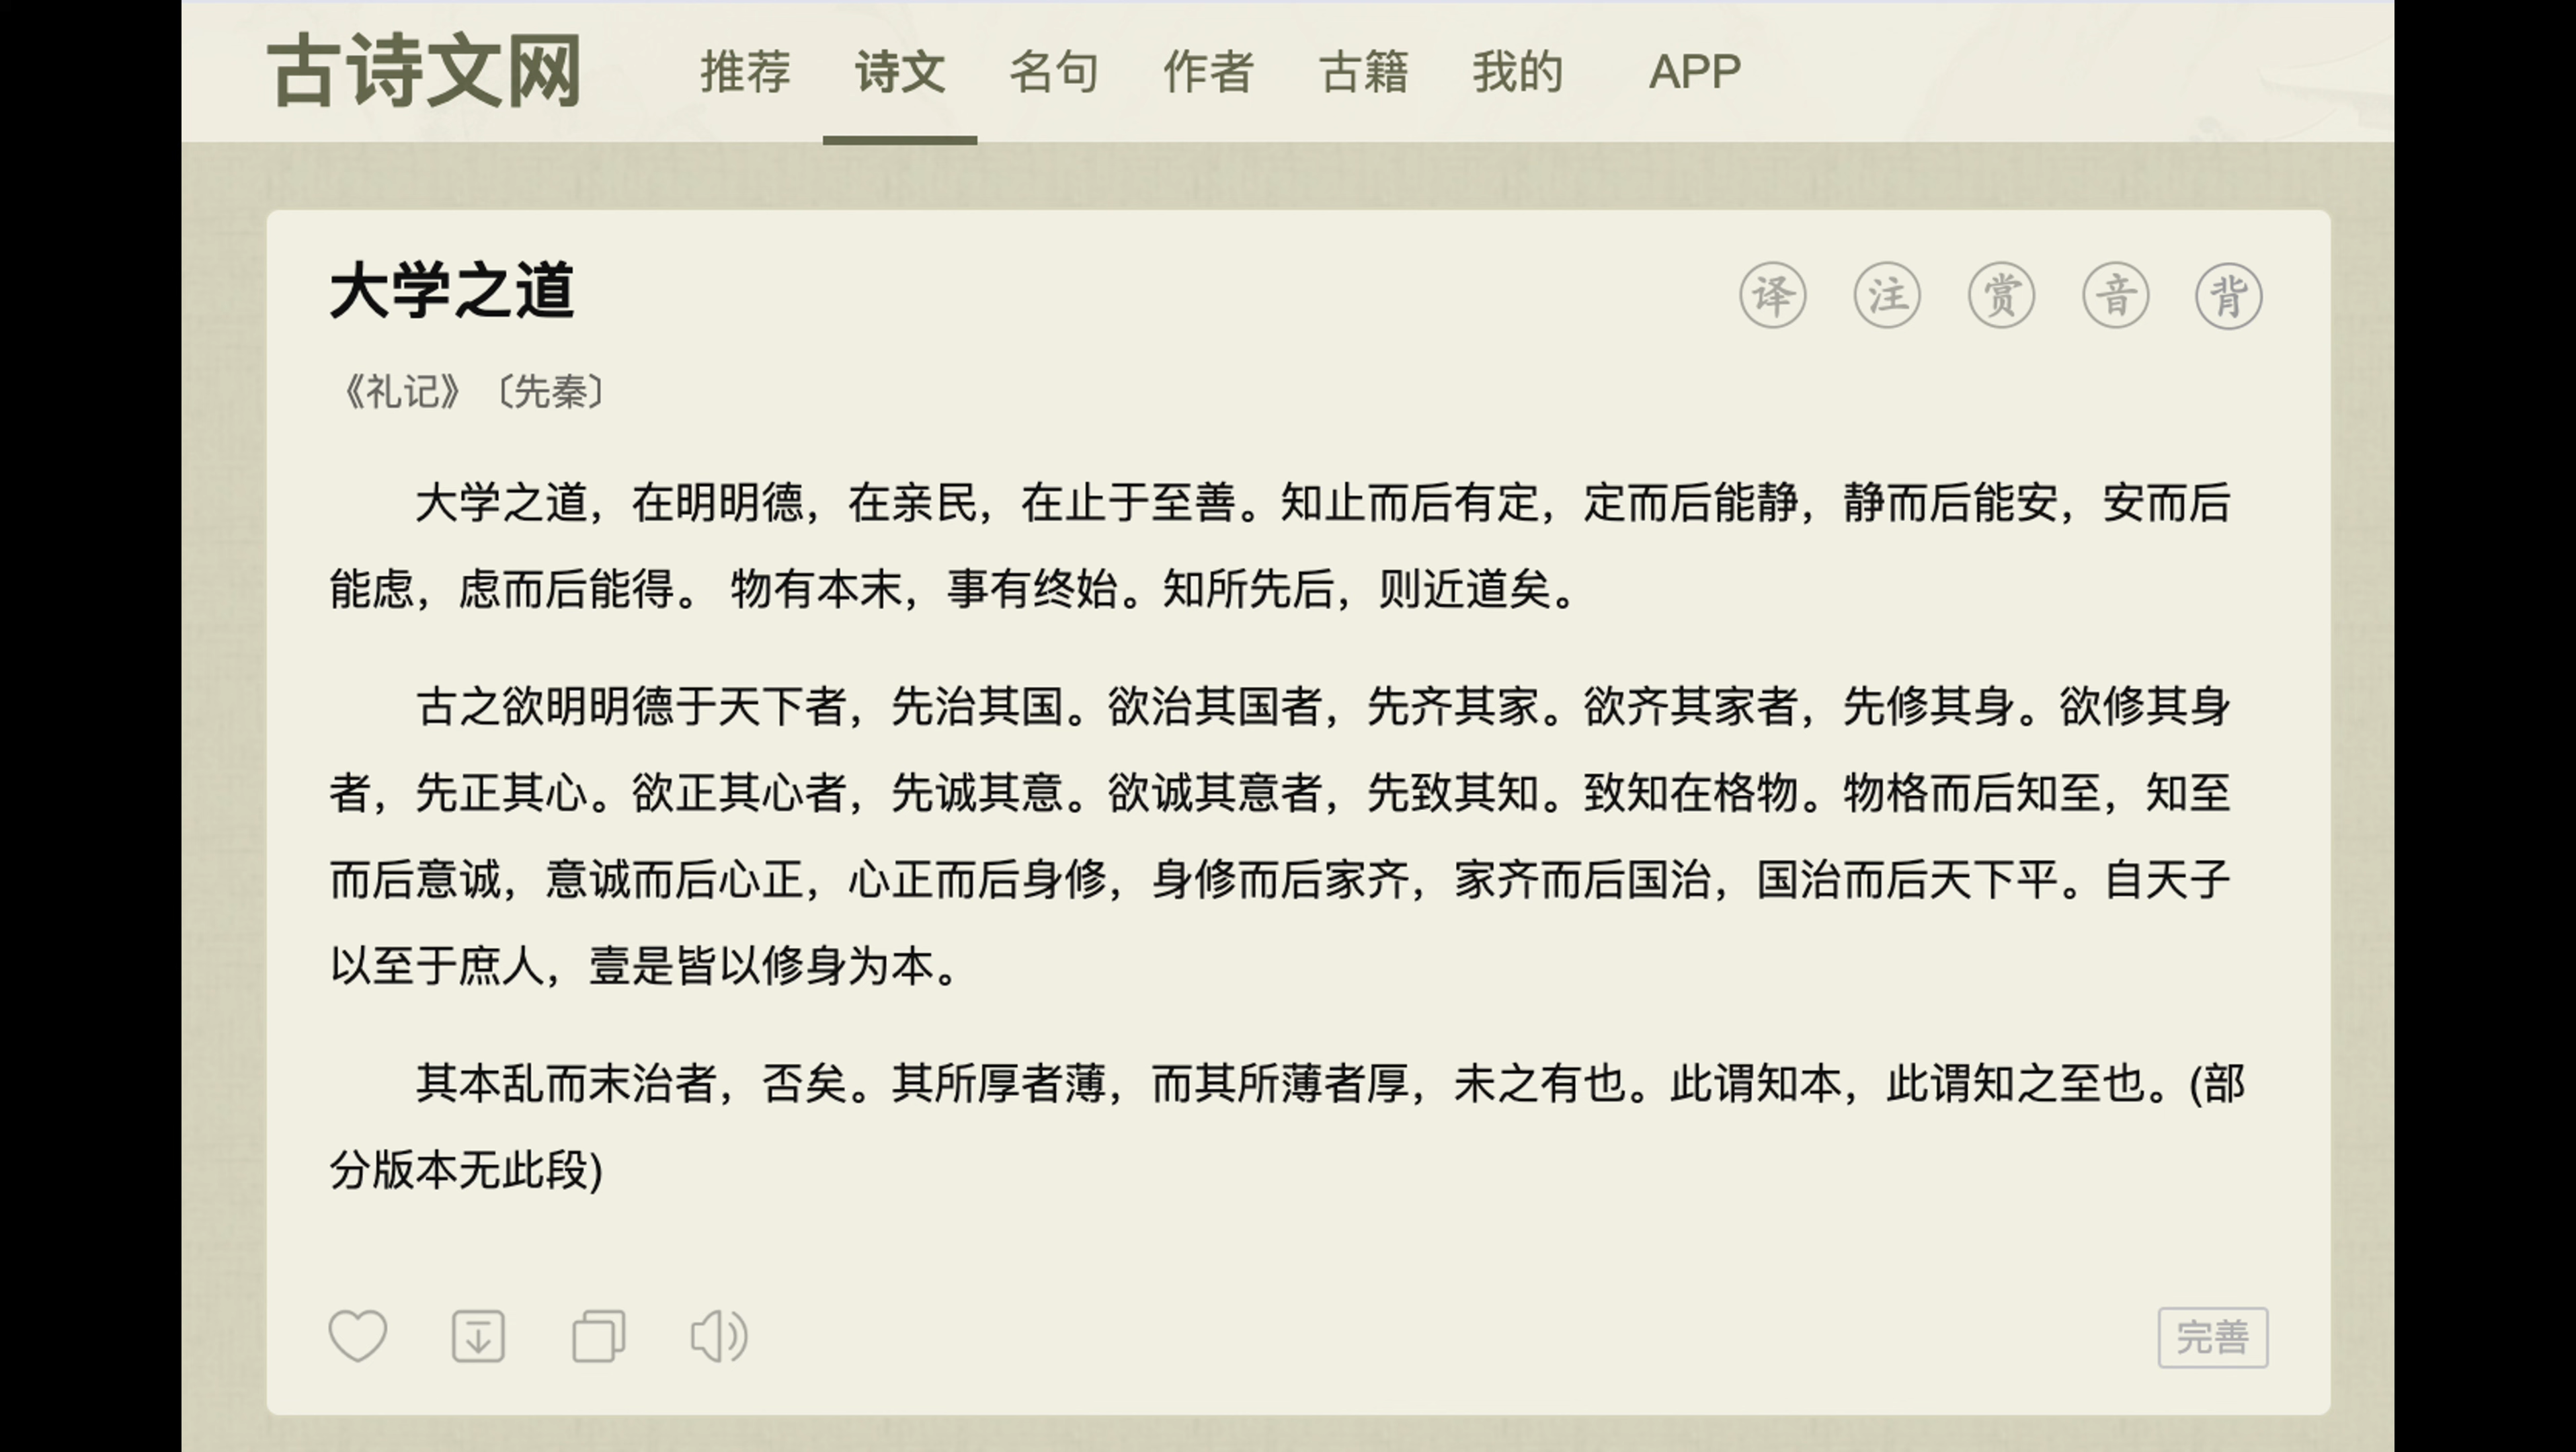 古诗文网 推荐 诗文 名句 作者 古籍 我的 APP
大学之道 译 注 赏 音 背
《礼记》〔先秦〕
大学之道，在明明德，在亲民，在止于至善。知止而后有定，定而后能静，静而后能安，安而后
能虑，虑而后能得。 物有本末，事有终始。知所先后，则近道矣。
古之欲明明德于天下者，先治其国。欲治其国者，先齐其家。欲齐其家者，先修其身。欲修其身
者，先正其心。欲正其心者，先诚其意。欲诚其意者，先致其知。致知在格物。物格而后知至，知至
而后意诚，意诚而后心正，心正而后身修，身修而后家齐，家齐而后国治，国治而后天下平。自天子
以至于庶人，壹是皆以修身为本。
其本乱而末治者，否矣。其所厚者薄，而其所薄者厚，未之有也。此谓知本，此谓知之至也。(部
分版本无此段)
完善